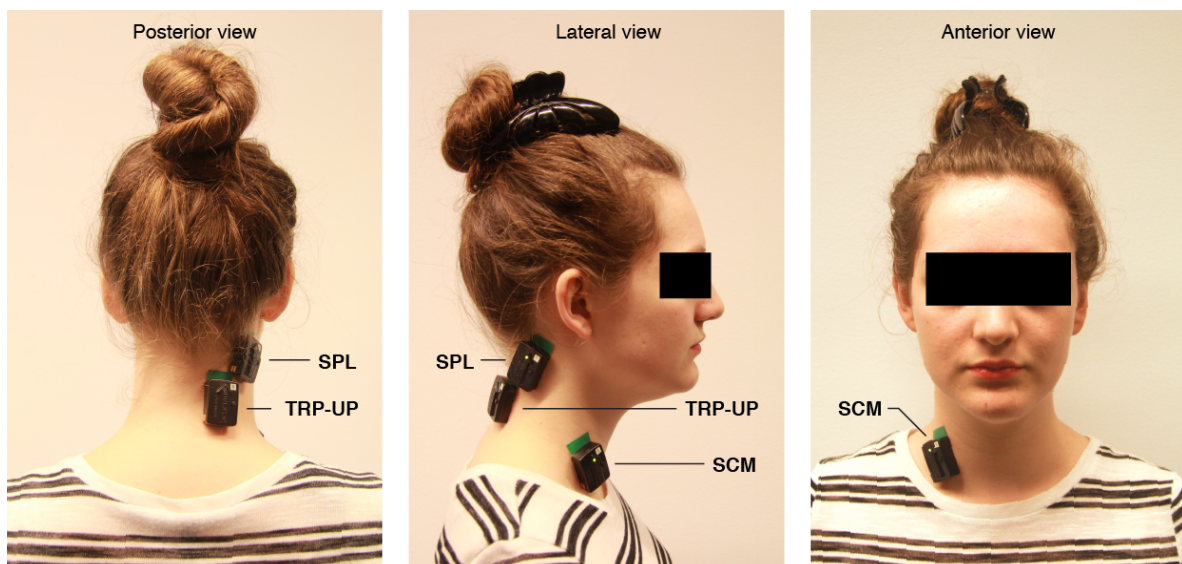 Posterior view
SPL
TRP-UP
Lateral view
SPL
TRP-UP
SCM
Anterior view
SCM